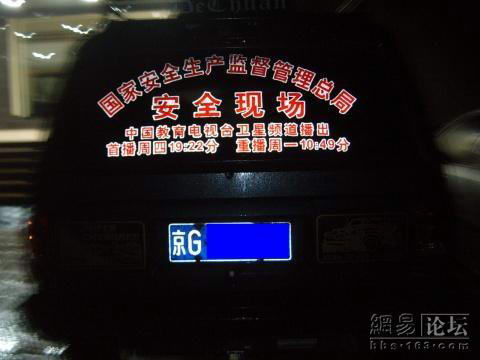 DeChuan
国家安全生产监督管理总局
安全现场
中国教育电视台卫星频道播出
首播周四19:22分 重播周一10:49分
京G
網易 论坛
bbs.163.com